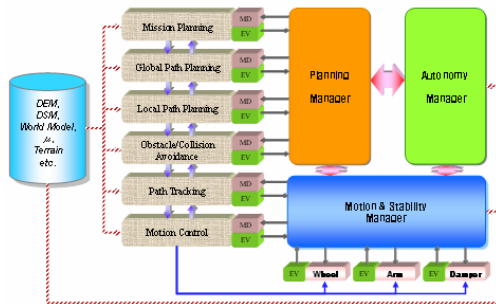 Mission Planning
MD
EV
Global Path Planning
MD
EV
Local Path Planning
MD
EV
Obstacle/Collision
Avoidance
MD
EV
Path Tracking
MD
EV
Motion Control
MD
EV
DEM,
DSM,
World Model,
μ,
Terrain
etc.
Planning
Manager
Autonomy
Manager
Motion & Stability
Manager
EV
Wheel
EV
Arm
EV
Damper